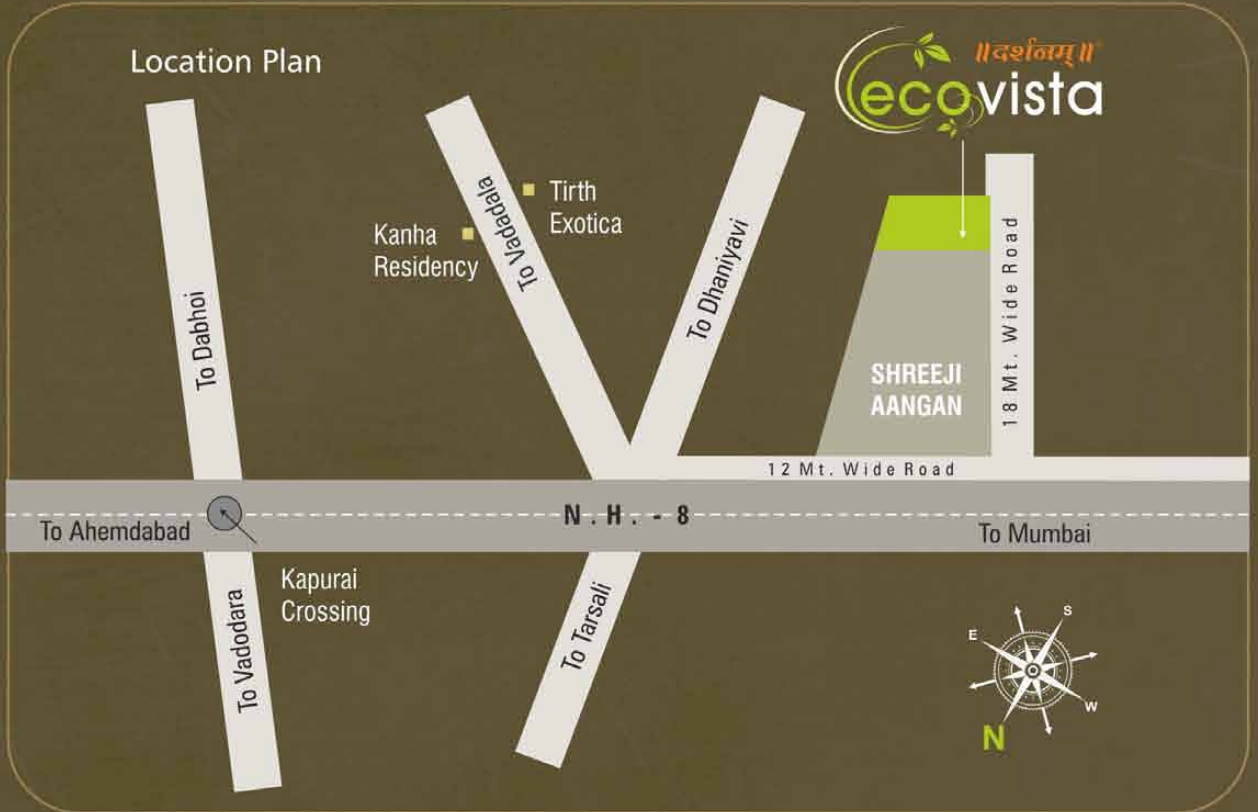 Location Plan
॥दर्शनम्॥
ecovista
Tirth
Exotica
Kanha
Residency
To Vadadala
To Dhaniyavi
To Dabhoi
18 Mt. Wide Road
SHREEJI
AANGAN
12 Mt. Wide Road
N.H.-8
To Ahemdabad
To Mumbai
Kapurai
Crossing
To Vadodara
To Tarsali
S
E
W
N